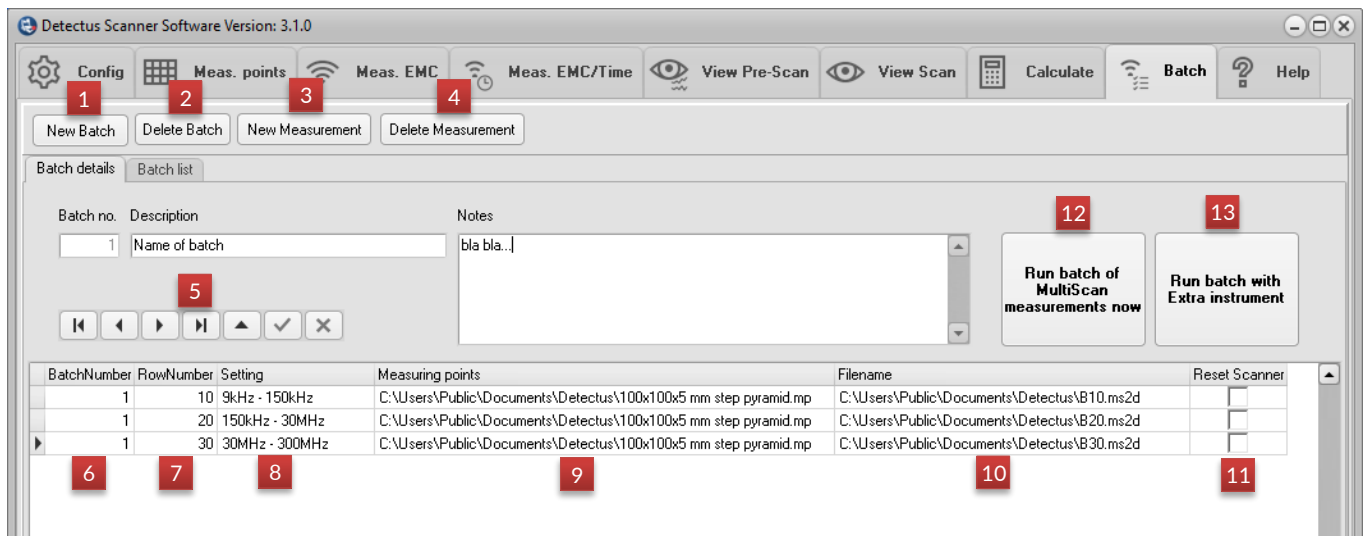 Detectus Scanner Software Version: 3.1.0
Config Meas. points Meas. EMC Meas. EMC/Time View Pre-Scan View Scan Calculate Batch Help
1 2 3 4
New Batch Delete Batch New Measurement Delete Measurement
Batch details Batch list
12 13
Batch no. Description Notes
1 Name of batch bla bla...
Run batch of MultiScan measurements now
Run batch with Extra instrument
5
BatchNumber RowNumber Setting Measuring points Filename Reset Scanner
1 10 9kHz - 150kHz C:\Users\Public\Documents\Detectus\100x100x5 mm step pyramid.mp C:\Users\Public\Documents\Detectus\B10.ms2d
1 20 150kHz - 30MHz C:\Users\Public\Documents\Detectus\100x100x5 mm step pyramid.mp C:\Users\Public\Documents\Detectus\B20.ms2d
1 30 30MHz - 300MHz C:\Users\Public\Documents\Detectus\100x100x5 mm step pyramid.mp C:\Users\Public\Documents\Detectus\B30.ms2d
6 7 8 9 10 11